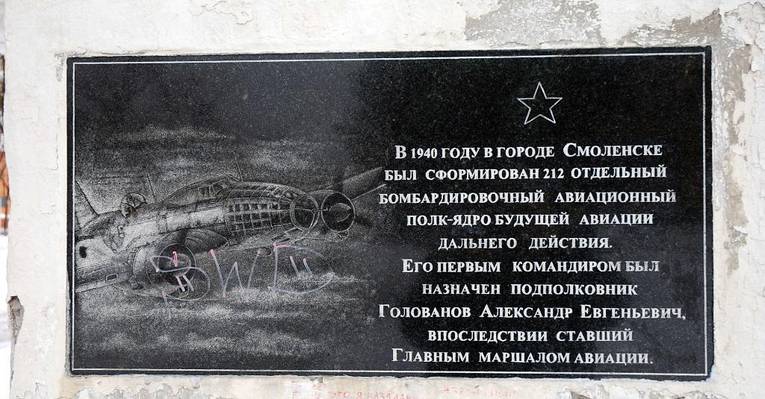 В 1940 ГОДУ В ГОРОДЕ СМОЛЕНСКЕ
БЫЛ СФОРМИРОВАН 212 ОТДЕЛЬНЫЙ
БОМБАРДИРОВОЧНЫЙ АВИАЦИОННЫЙ
ПОЛК-ЯДРО БУДУЩЕЙ АВИАЦИИ
ДАЛЬНЕГО ДЕЙСТВИЯ.
ЕГО ПЕРВЫМ КОМАНДИРОМ БЫЛ
НАЗНАЧЕН ПОДПОЛКОВНИК
ГОЛОВАНОВ АЛЕКСАНДР ЕВГЕНЬЕВИЧ,
ВПОСЛЕДСТВИИ СТАВШИЙ
ГЛАВНЫМ МАРШАЛОМ АВИАЦИИ.
"BWD"